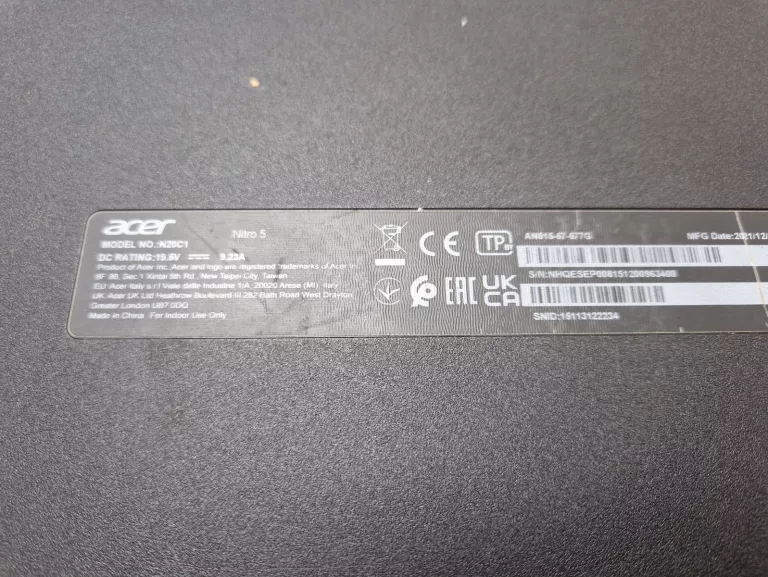 acer
Nitro 5
MODEL NO.:N20C1
DC RATING:19.5V 9.23A
Product of Acer Inc. Acer and logo are registered trademarks of Acer Inc.
8F, 88, Sec.1 Xintai 5th Rd., New Taipei City, Taiwan
EU: Acer Italy s.r.l Viale delle Industrie 1/A, 20020 Arese (MI) Italy
UK: Acer UK Ltd Heathrow Boulevard III 282 Bath Road West Drayton,
Greater London UB7 0DQ
Made in China For Indoor Use Only
CE
TP
BY
EAC
UK
CA
MFG Date:2021/12/
S/N:NHQESEP008151200963400
SNID:15113122234